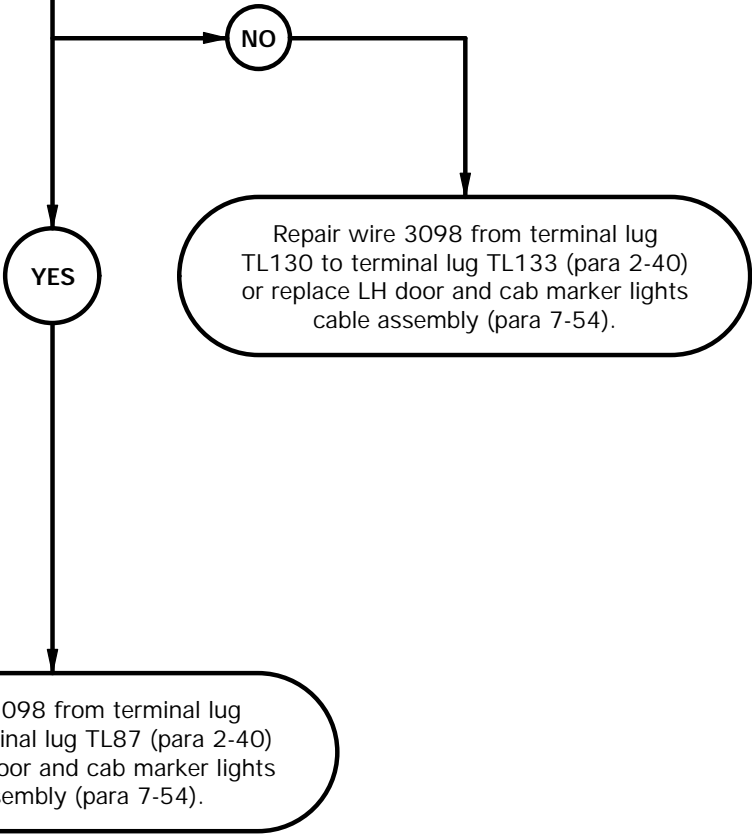 NO
Repair wire 3098 from terminal lug
TL130 to terminal lug TL133 (para 2-40)
or replace LH door and cab marker lights
cable assembly (para 7-54).
YES
098 from terminal lug
inal lug TL87 (para 2-40)
oor and cab marker lights
sembly (para 7-54).